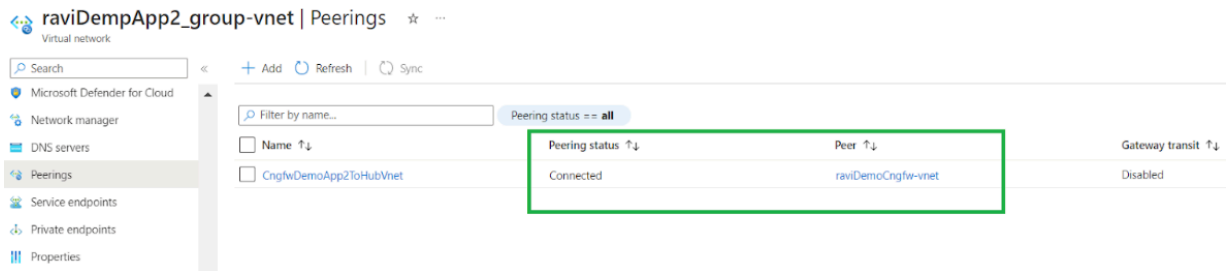 raviDempApp2_group-vnet | Peerings
Virtual network
Search
Add Refresh Sync
Microsoft Defender for Cloud
Network manager
DNS servers
Peerings
Service endpoints
Private endpoints
Properties
Filter by name...
Peering status == all
Name ↑↓ Peering status ↑↓ Peer ↑↓ Gateway transit ↑↓
CngfwDemoApp2ToHubVnet Connected raviDemoCngfw-vnet Disabled